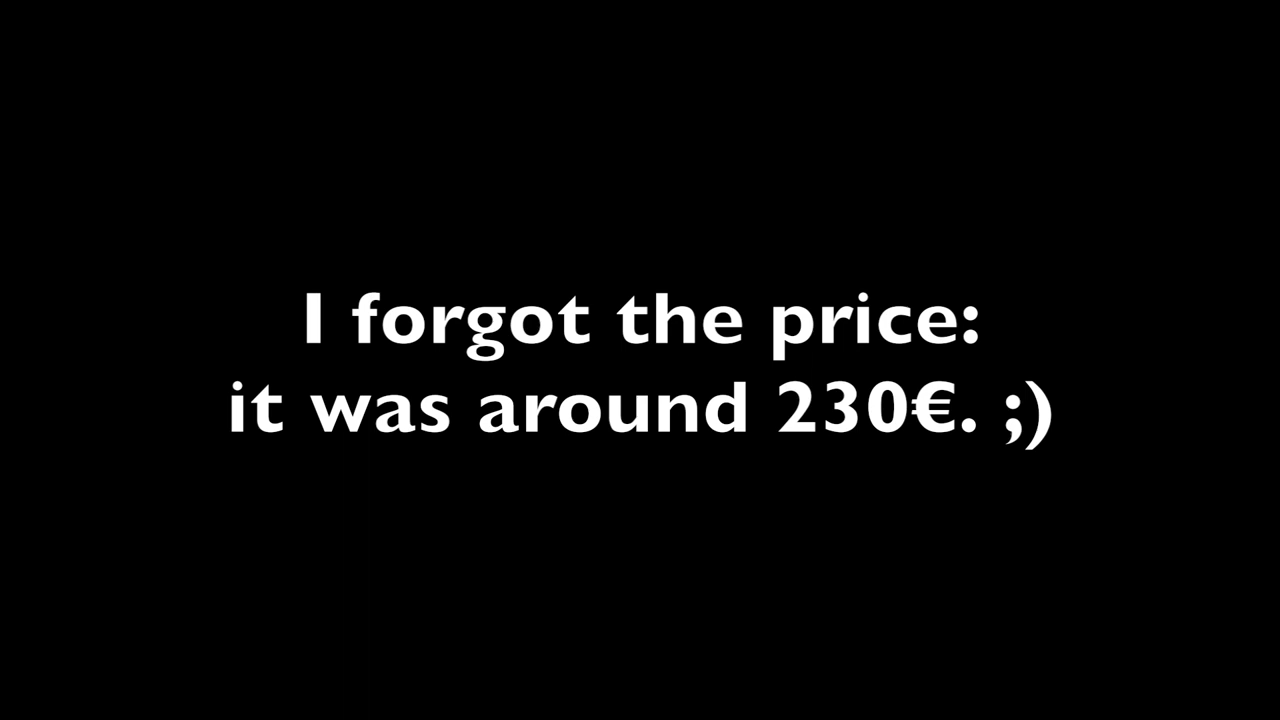 I forgot the price:
it was around 230€. ;)